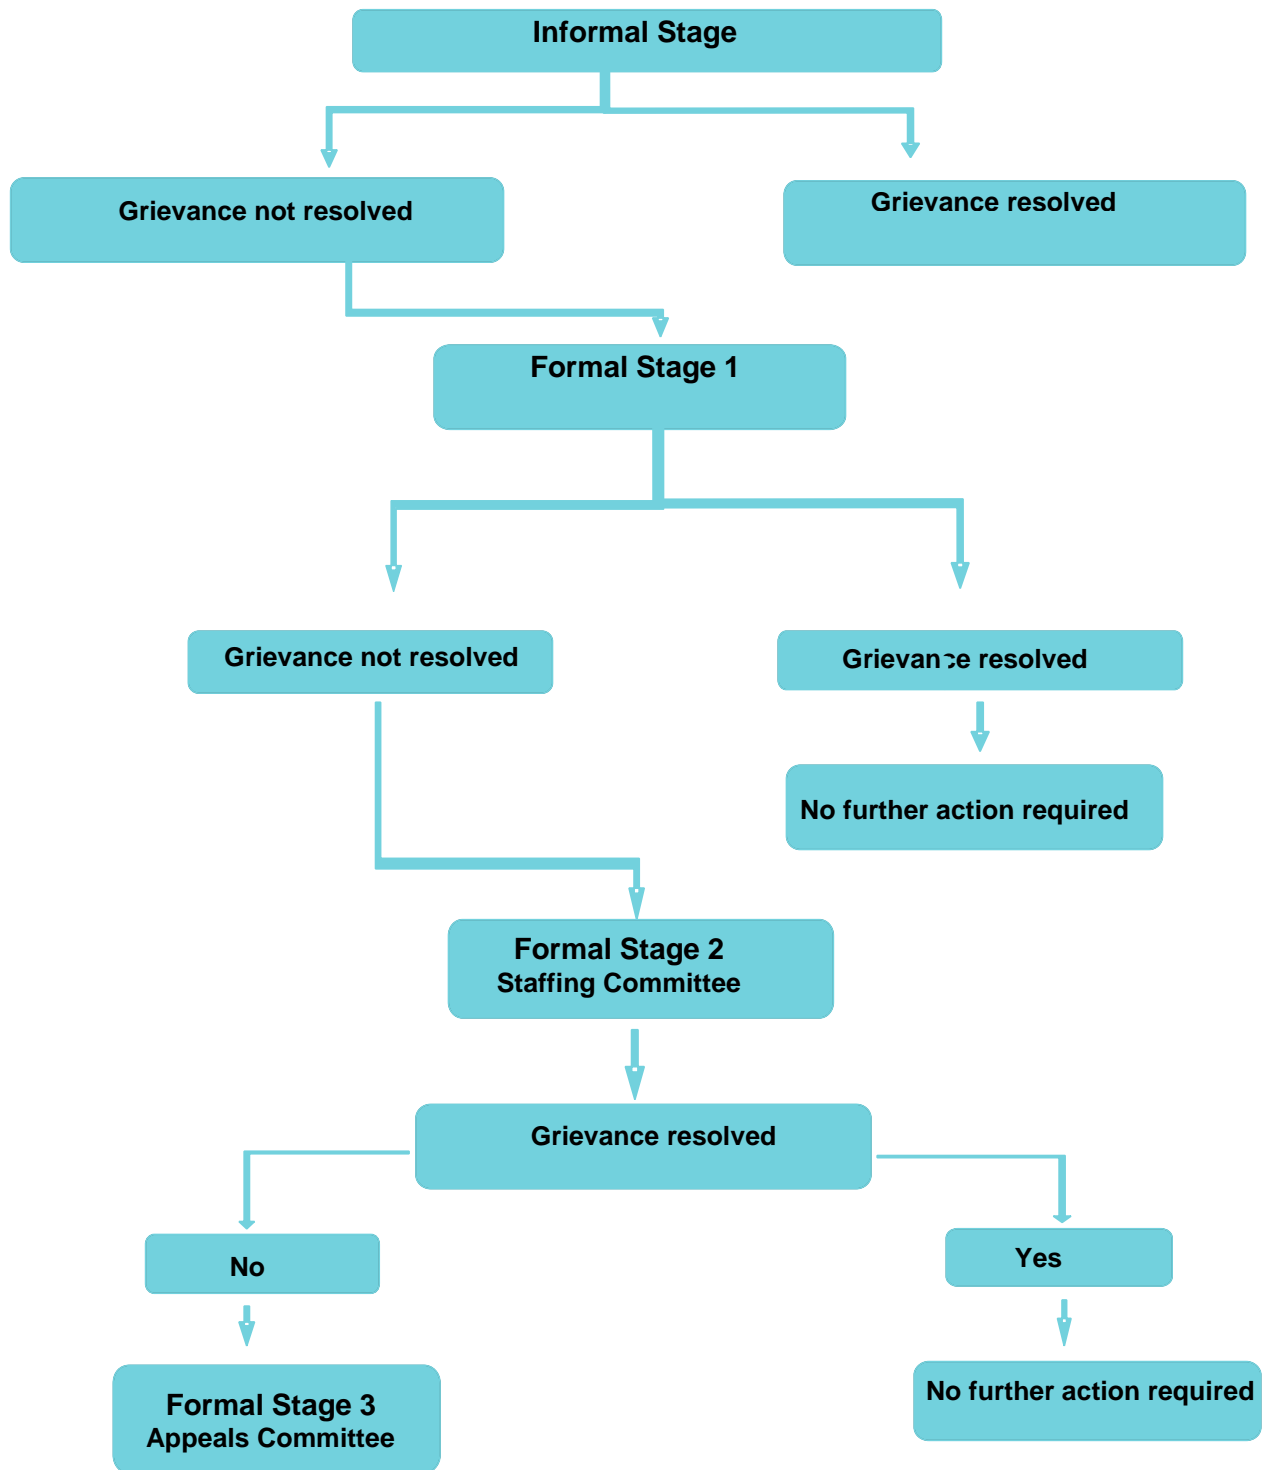 Informal Stage
Grievance not resolved
Grievance resolved
Formal Stage 1
Grievance not resolved
Grievance resolved
No further action required
Formal Stage 2
Staffing Committee
Grievance resolved
No
Yes
Formal Stage 3
Appeals Committee
No further action required